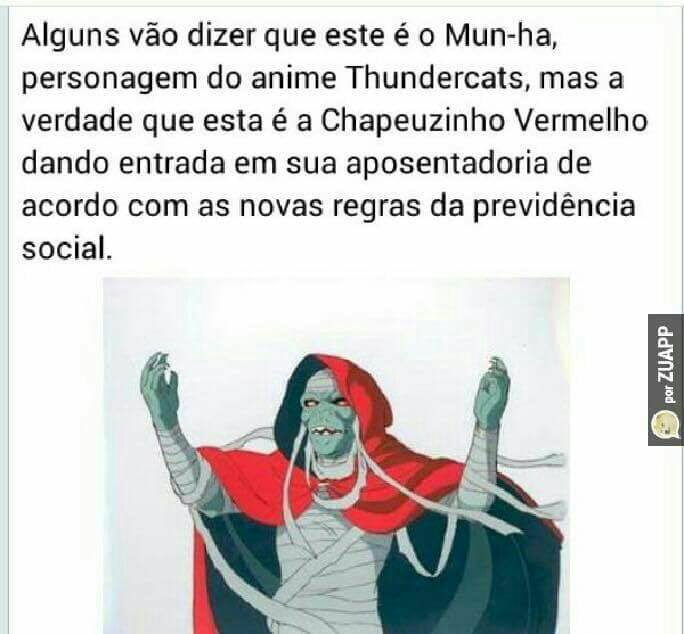 Alguns vão dizer que este é o Mun-ha,
personagem do anime Thundercats, mas a
verdade que esta é a Chapeuzinho Vermelho
dando entrada em sua aposentadoria de
acordo com as novas regras da previdência
social.
por ZUAPP